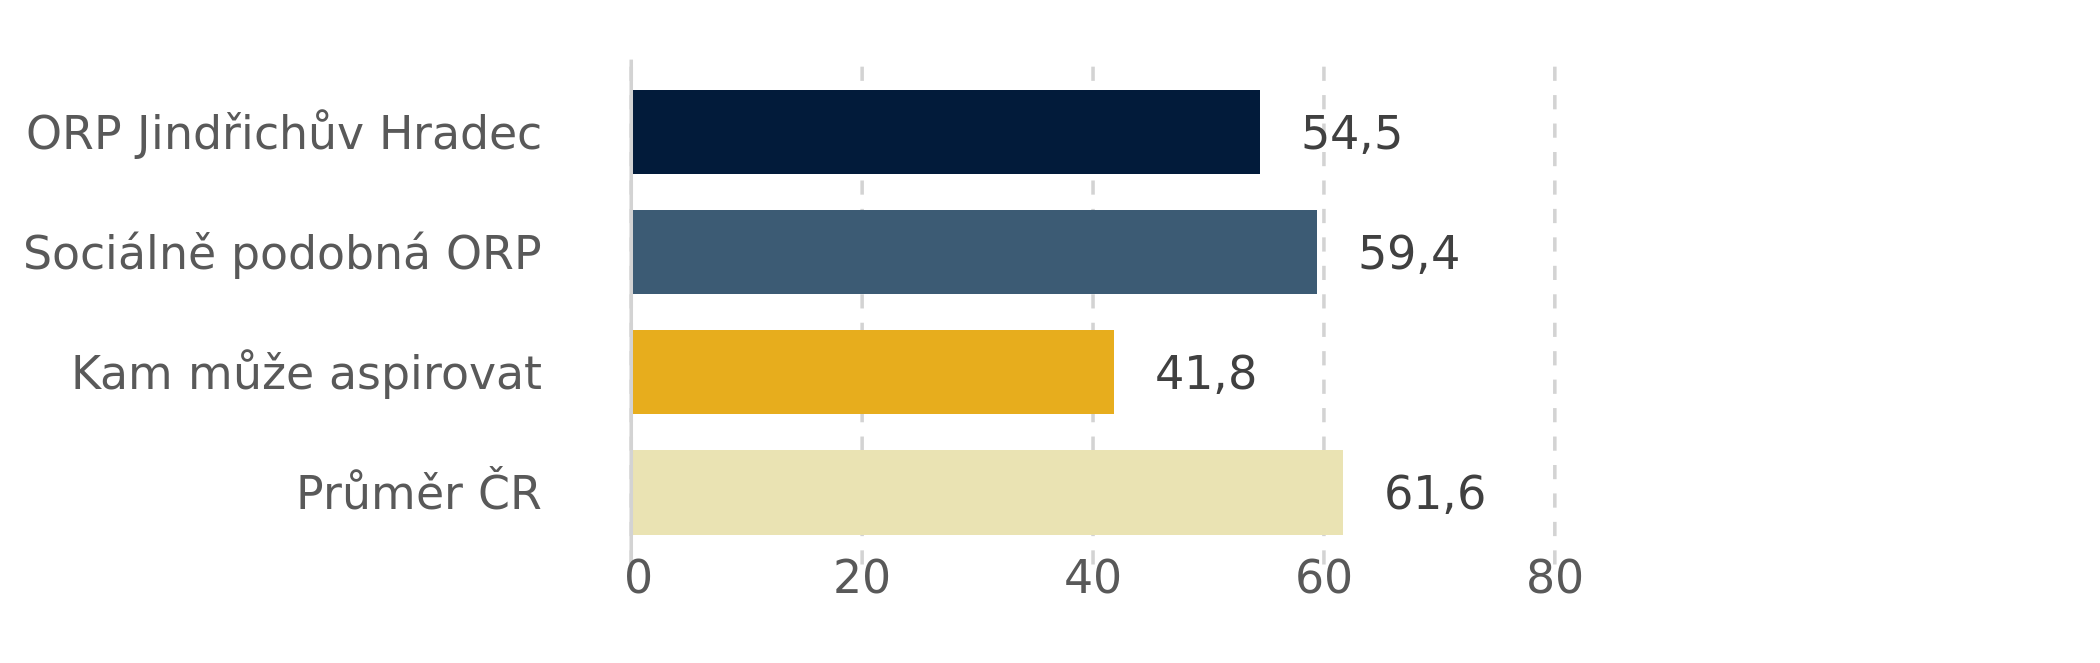 ORP Jindřichův Hradec 54,5
Sociálně podobná ORP 59,4
Kam může aspirovat 41,8
Průměr ČR 61,6
0 20 40 60 80